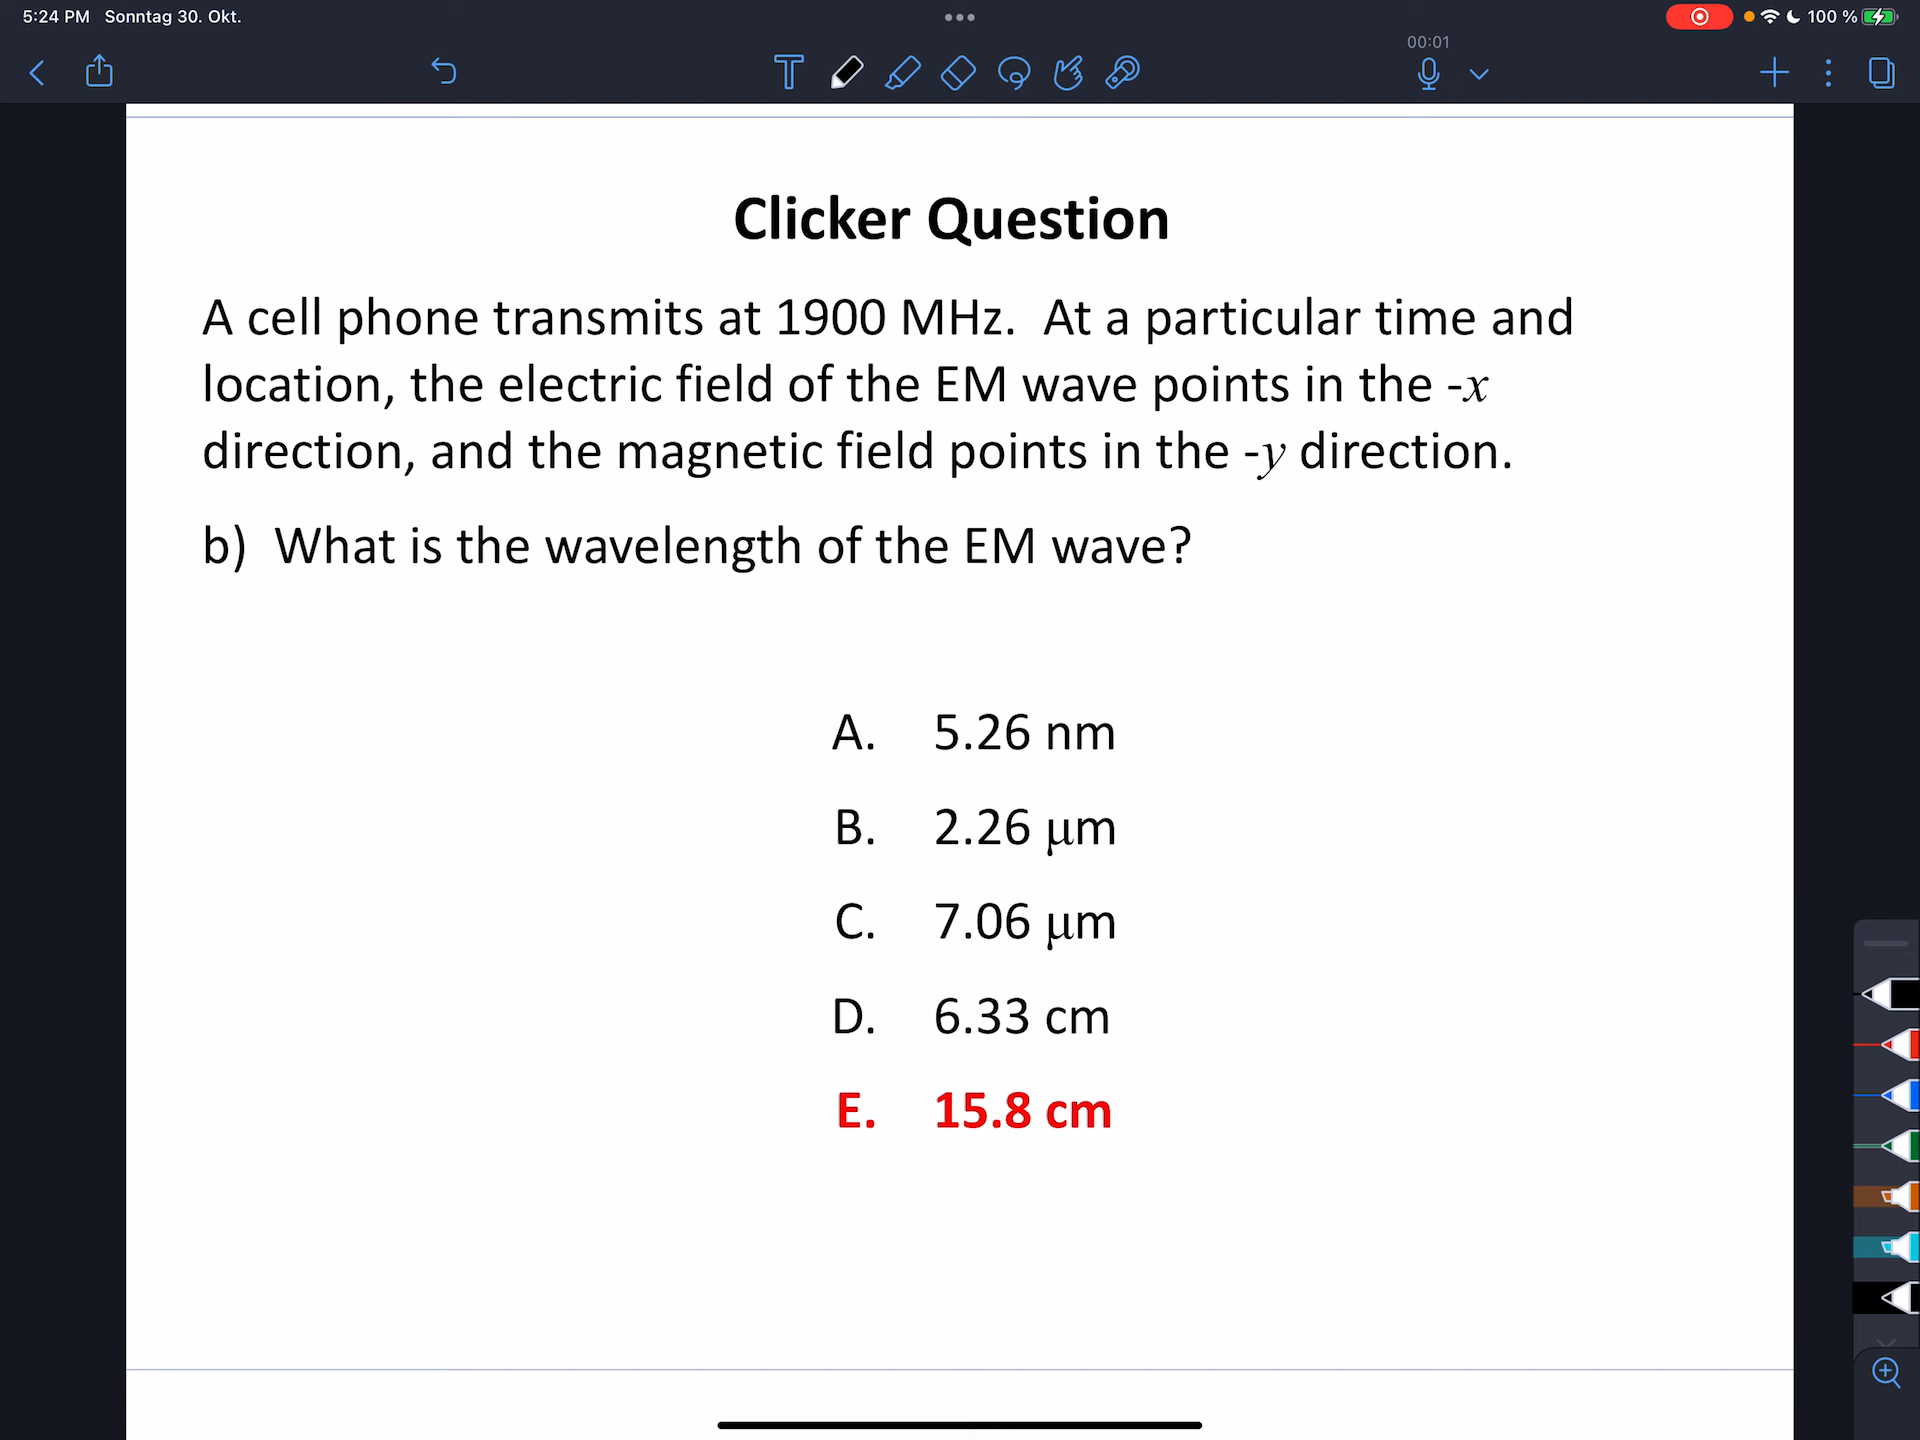 5:24 PM Sonntag 30. Okt.
100 %
00:01
Clicker Question
A cell phone transmits at 1900 MHz. At a particular time and
location, the electric field of the EM wave points in the -x
direction, and the magnetic field points in the -y direction.
b) What is the wavelength of the EM wave?
A. 5.26 nm
B. 2.26 μm
C. 7.06 μm
D. 6.33 cm
E. 15.8 cm